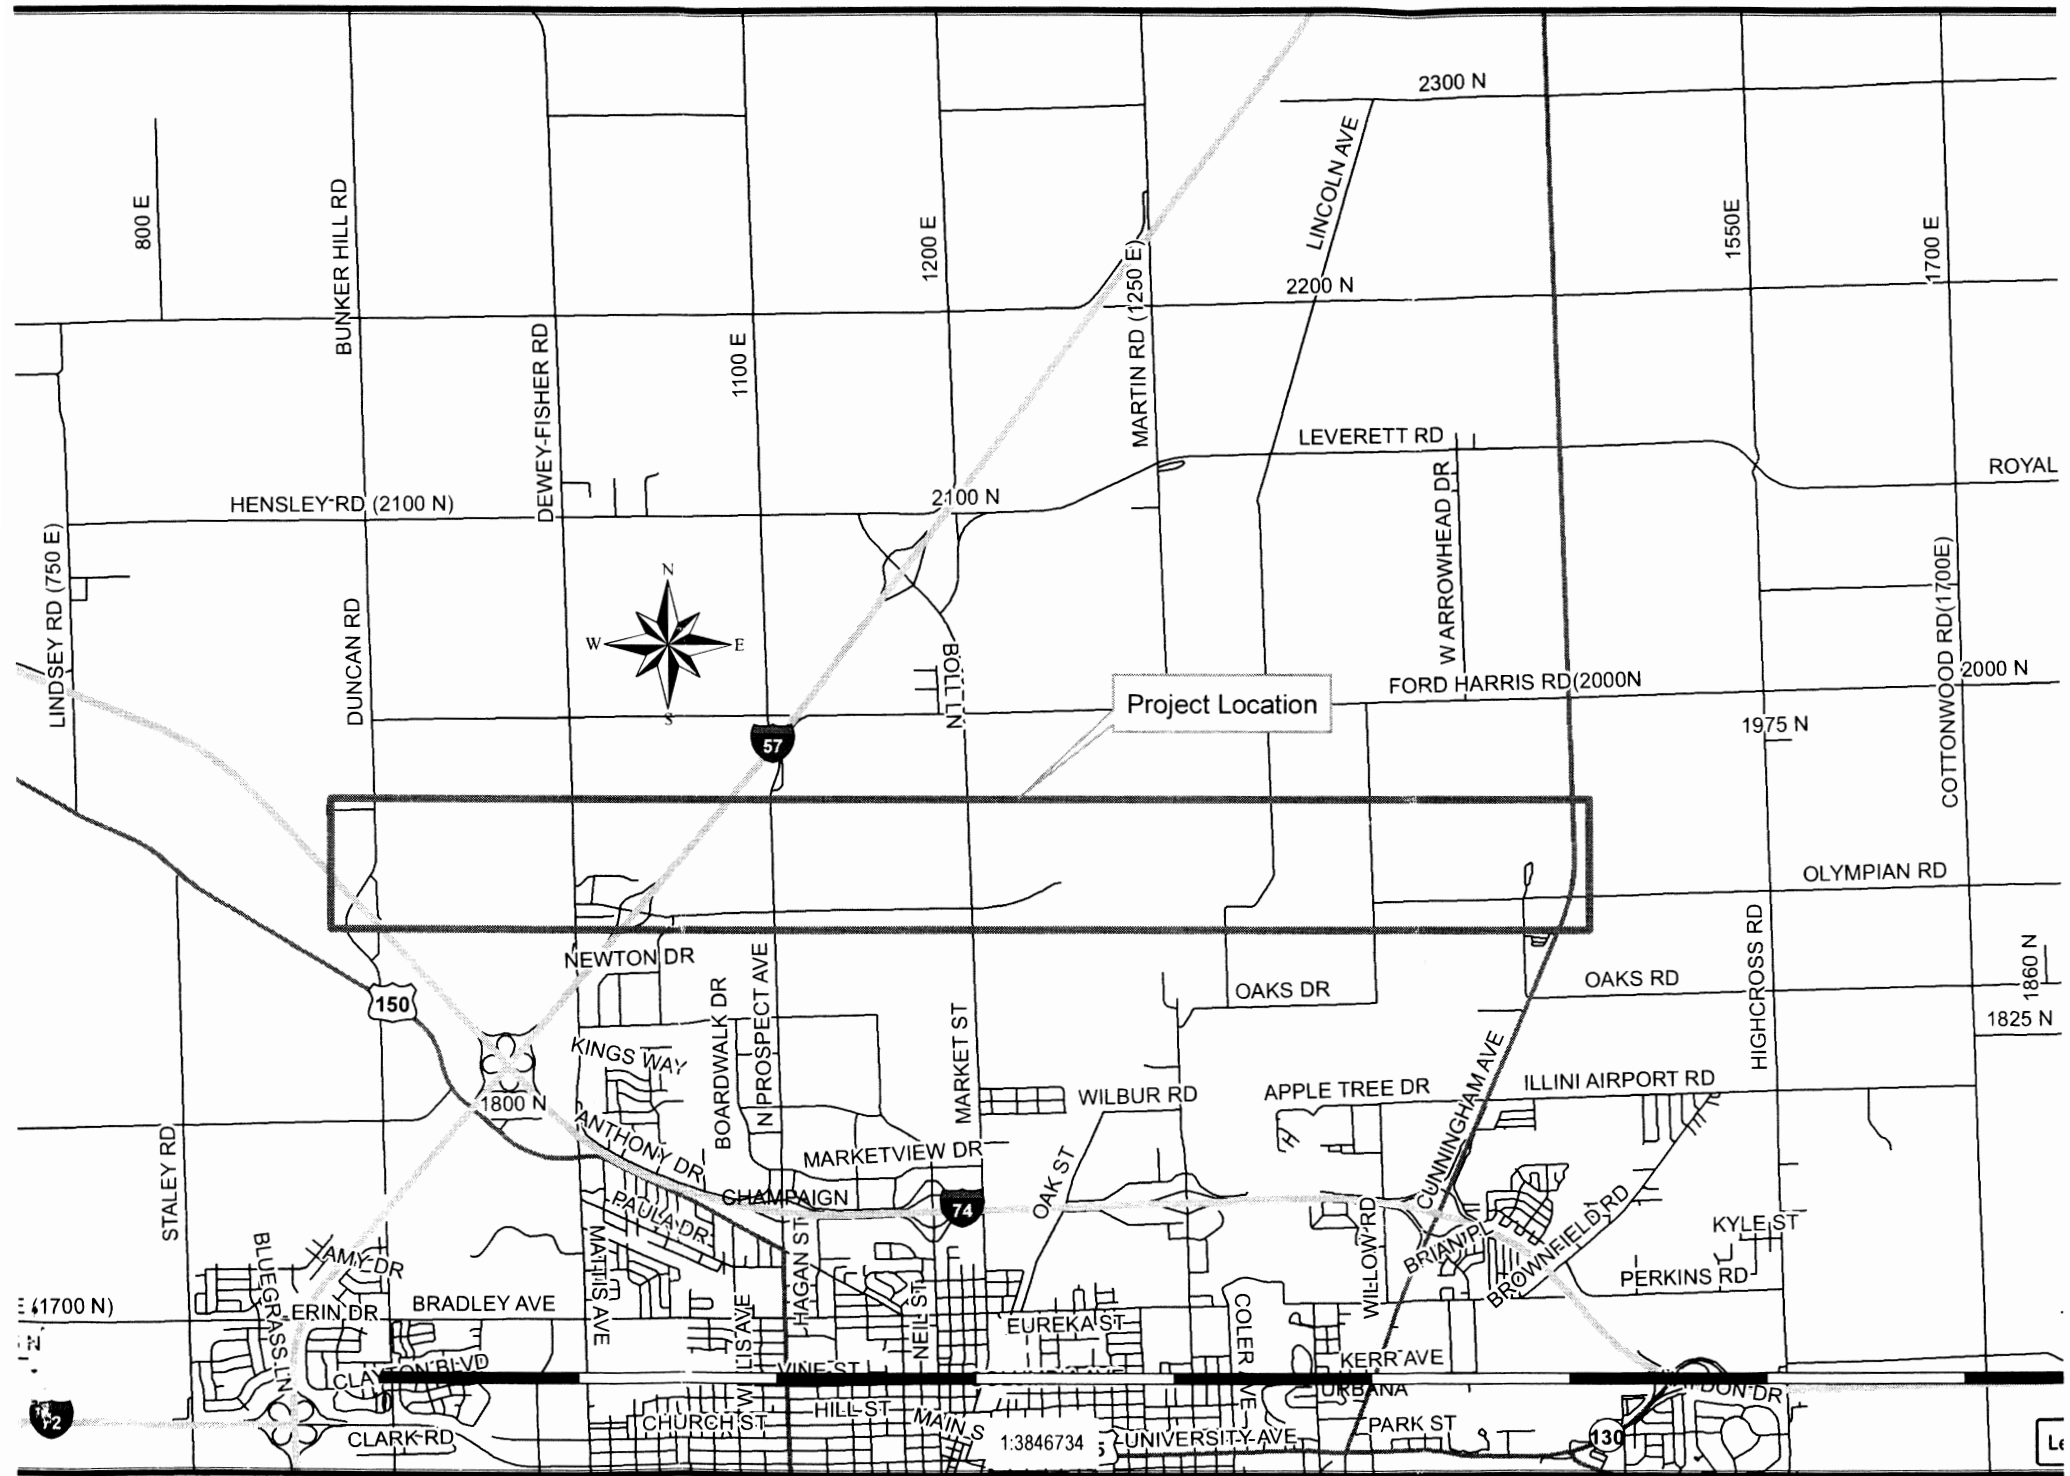 2300 N
LINCOLN AVE
800 E
BUNKER HILL RD
1200 E
MARTIN RD (1250 E)
1550E
1700 E
2200 N
DEWEY-FISHER RD
1100 E
LEVERETT RD
ROYAL
HENSLEY RD (2100 N)
2100 N
W ARROWHEAD DR
LINDSEY RD (750 E)
DUNCAN RD
N
W
E
S
BOLL LN
COTTONWOOD RD(1700E)
2000 N
FORD HARRIS RD(2000N
Project Location
1975 N
57
OLYMPIAN RD
NEWTON DR
BOARDWALK DR
N PROSPECT AVE
HIGHCROSS RD
1860 N
OAKS DR
OAKS RD
150
1825 N
MARKET ST
KINGS WAY
CUNNINGHAM AVE
1800 N
WILBUR RD
APPLE TREE DR
ILLINI AIRPORT RD
ANTHONY DR
STALEY RD
MARKETVIEW DR
OAK ST
CHAMPAIGN
74
PAULA DR
HAGAN ST
MATTIS AVE
WILLOW RD
BRIAN PL
BROWNFIELD RD
KYLE ST
PERKINS RD
BLUEGRASS LN
AMY DR
ERIN DR
BRADLEY AVE
E (1700 N)
NEIL ST
EUREKA ST
COLER AVE
KERR AVE
CLAYTON BLVD
VINE ST
URBANA
CHURCH ST
HILL ST
MAIN S
1:3846734
UNIVERSITY AVE
PARK ST
130
CLARK RD
72